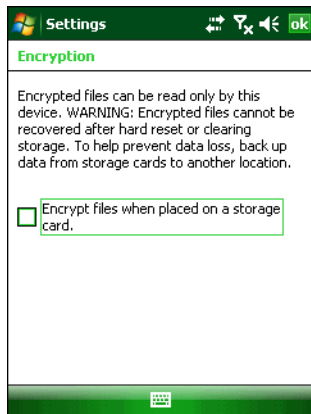 Settings
ok
Encryption
Encrypted files can be read only by this
device. WARNING: Encrypted files cannot be
recovered after hard reset or clearing
storage. To help prevent data loss, back up
data from storage cards to another location.
Encrypt files when placed on a storage
card.